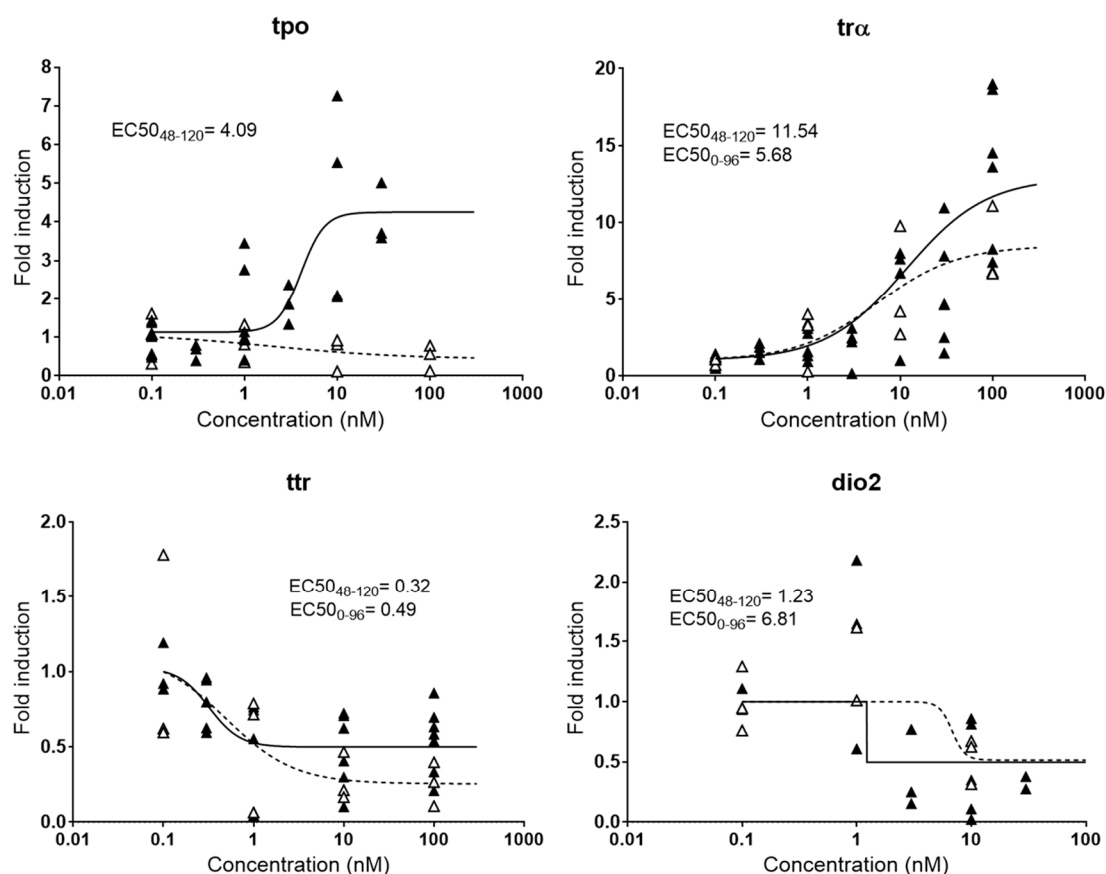 tpo
8
7
6
5
4
3
2
1
0
Fold induction
EC50₄₈₋₁₂₀= 4.09
0.01 0.1 1 10 100 1000
Concentration (nM)
trα
20
15
10
5
0
Fold induction
EC50₄₈₋₁₂₀= 11.54
EC50₀₋₉₆= 5.68
0.01 0.1 1 10 100 1000
Concentration (nM)
ttr
2.0
1.5
1.0
0.5
0.0
Fold induction
EC50₄₈₋₁₂₀= 0.32
EC50₀₋₉₆= 0.49
0.01 0.1 1 10 100 1000
Concentration (nM)
dio2
2.5
2.0
1.5
1.0
0.5
0.0
Fold induction
EC50₄₈₋₁₂₀= 1.23
EC50₀₋₉₆= 6.81
0.01 0.1 1 10 100
Concentration (nM)